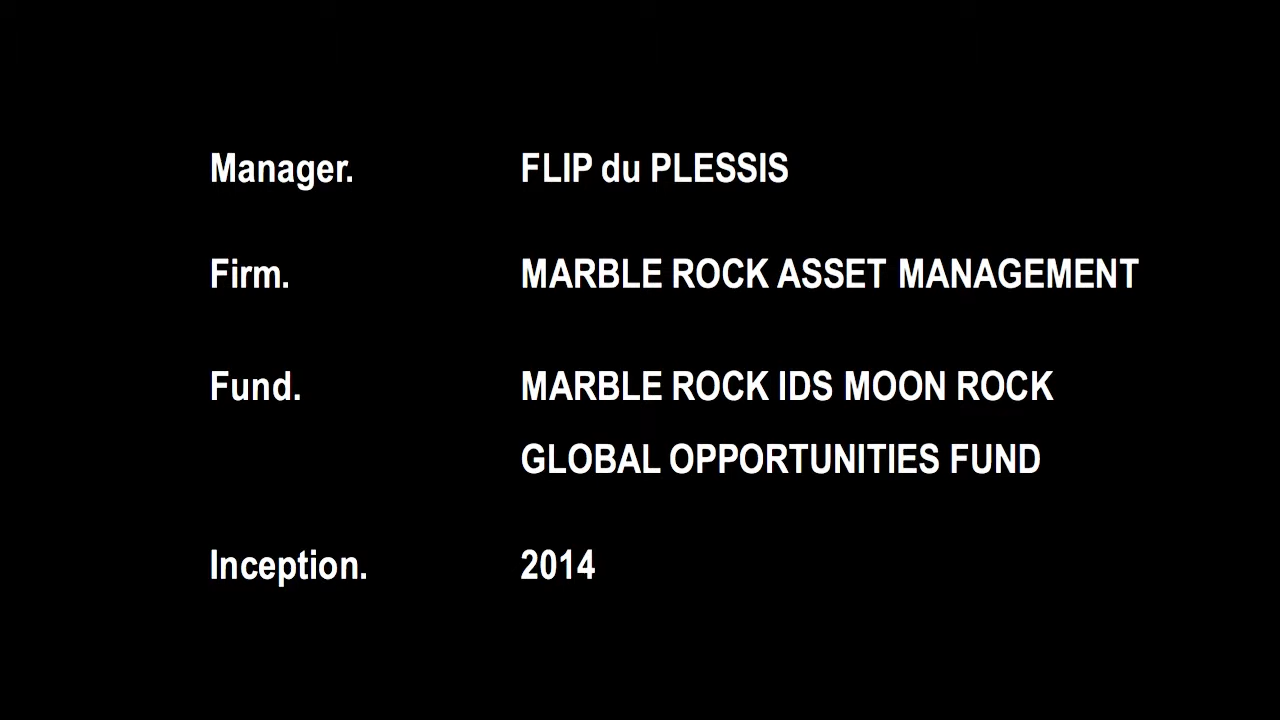 Manager. FLIP du PLESSIS
Firm. MARBLE ROCK ASSET MANAGEMENT
Fund. MARBLE ROCK IDS MOON ROCK
GLOBAL OPPORTUNITIES FUND
Inception. 2014